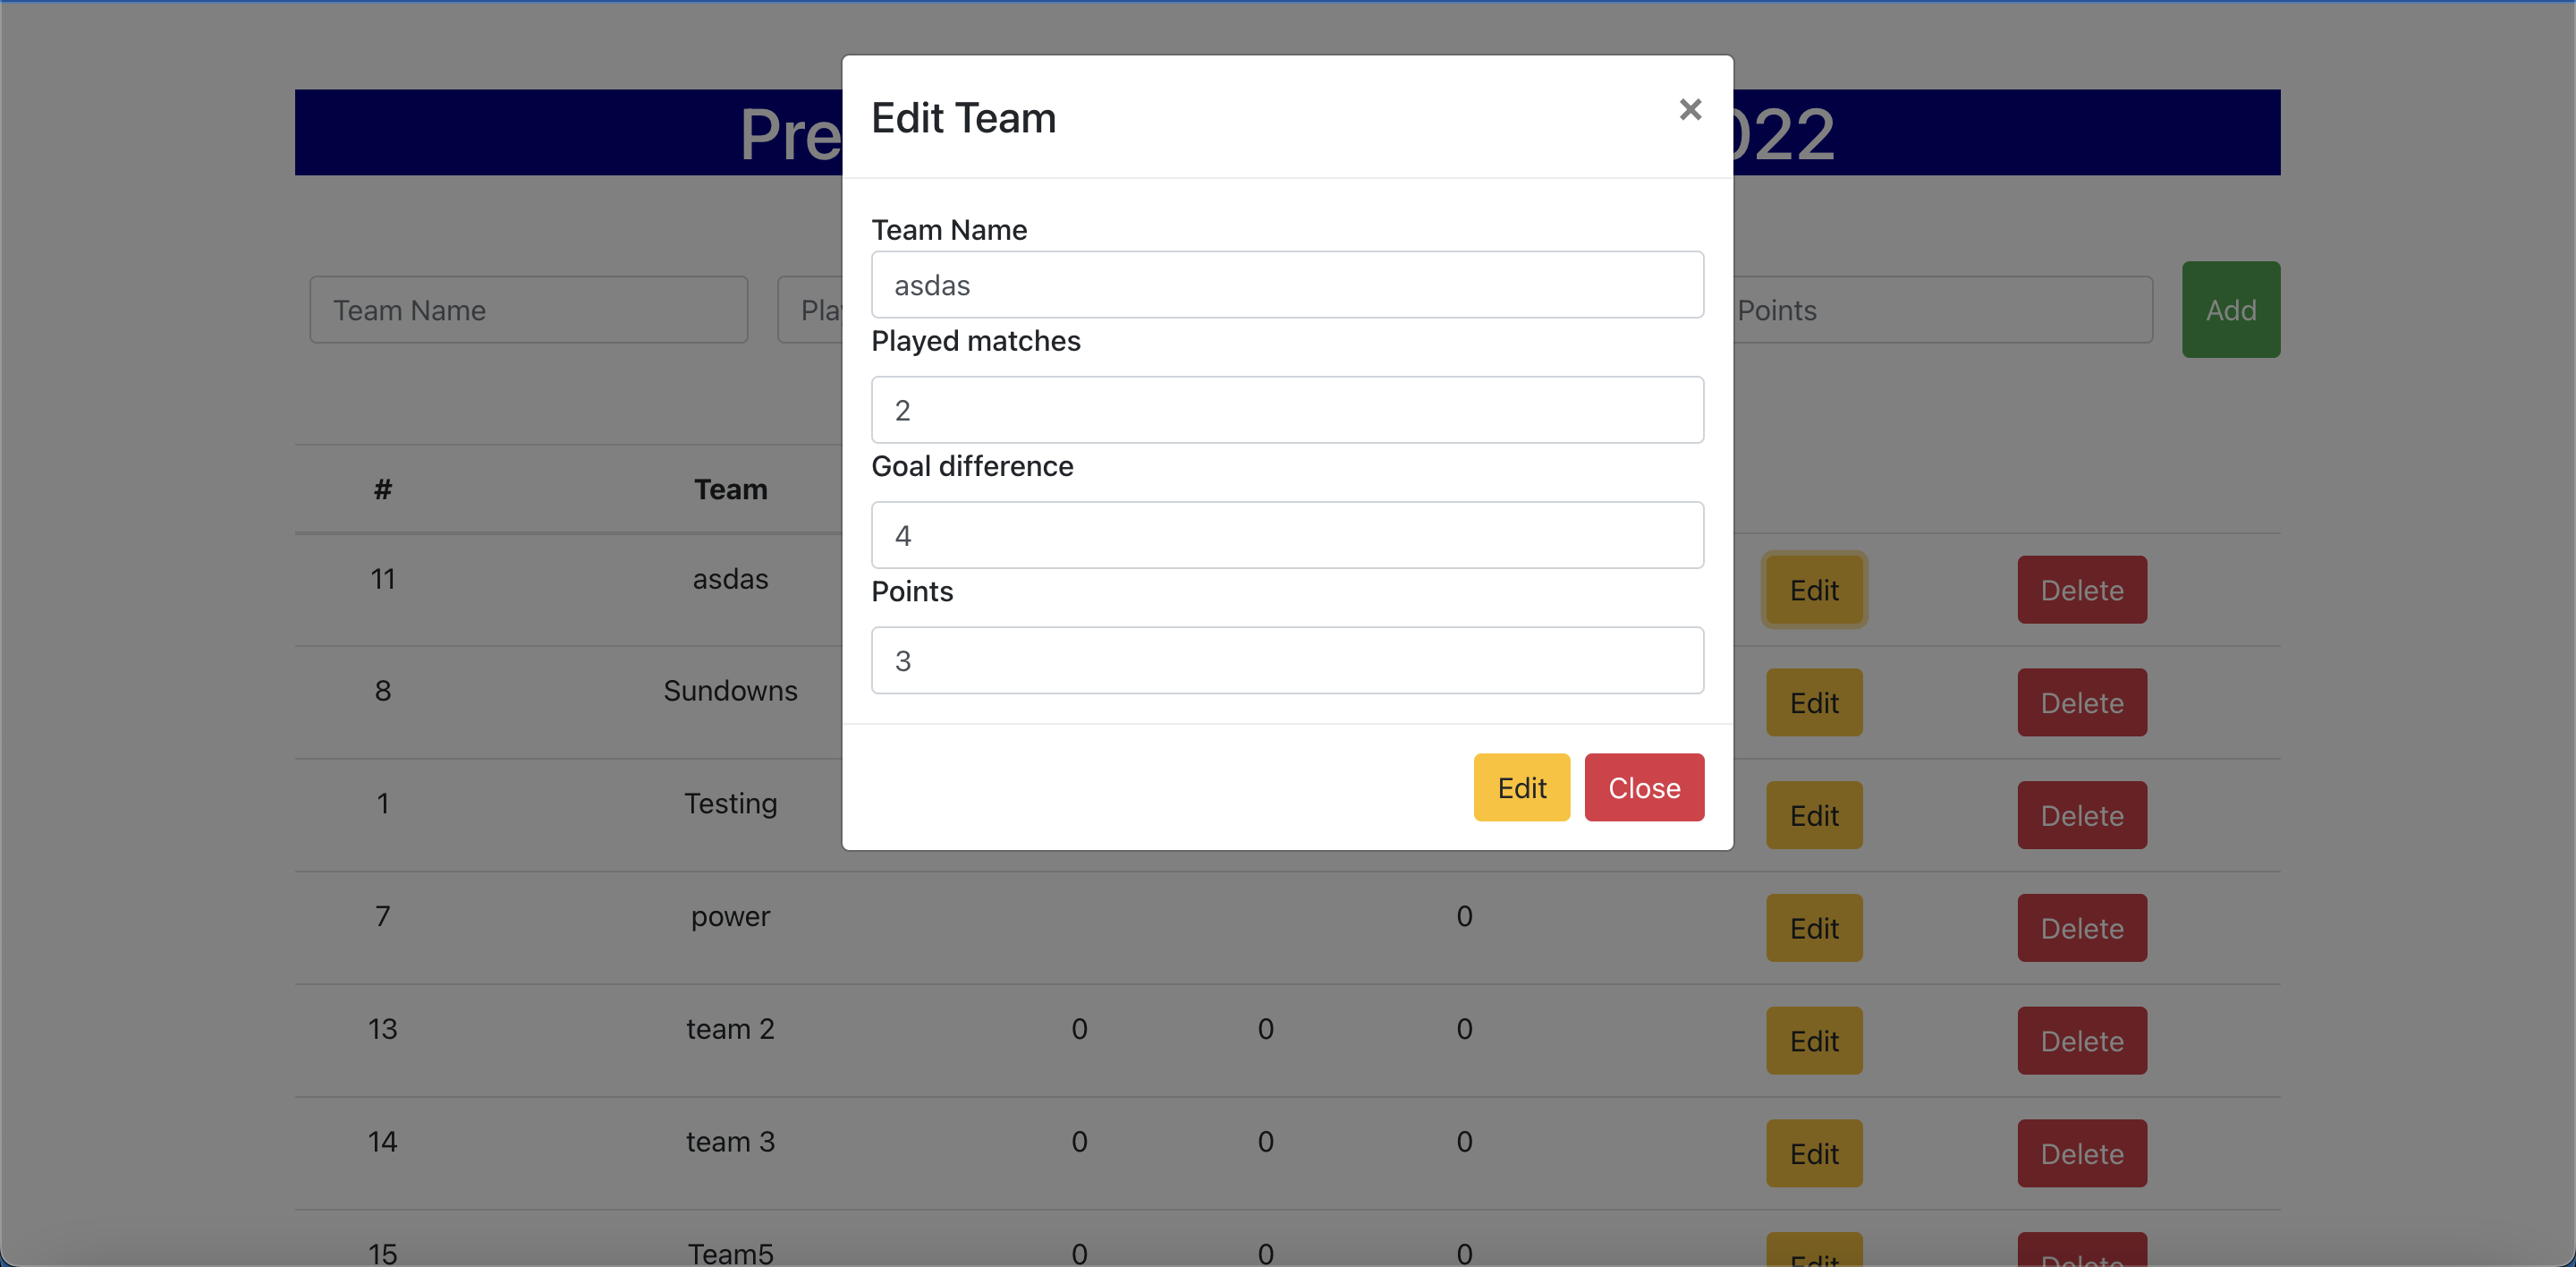 Pre 022
Edit Team ×
Team Name
asdas
Team Name Pla Points Add
Played matches
2
Goal difference
# Team
4
11 asdas Edit Delete
Points
3
8 Sundowns Edit Delete
Edit Close
1 Testing Edit Delete
7 power 0 Edit Delete
13 team 2 0 0 0 Edit Delete
14 team 3 0 0 0 Edit Delete
15 Team5 0 0 0 Edit Delete